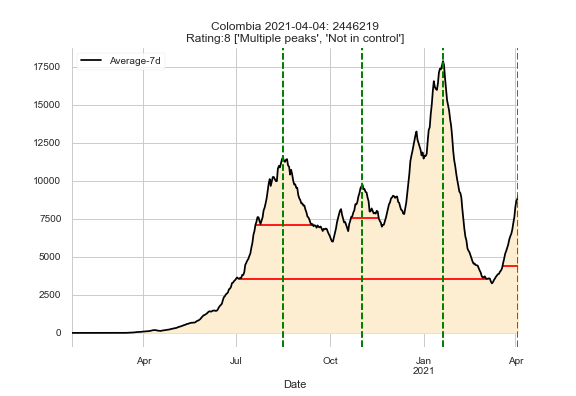 Colombia 2021-04-04: 2446219
Rating:8 ['Multiple peaks', 'Not in control']
Average-7d
17500
15000
12500
10000
7500
5000
2500
0
Apr Jul Oct Jan Apr
2021
Date